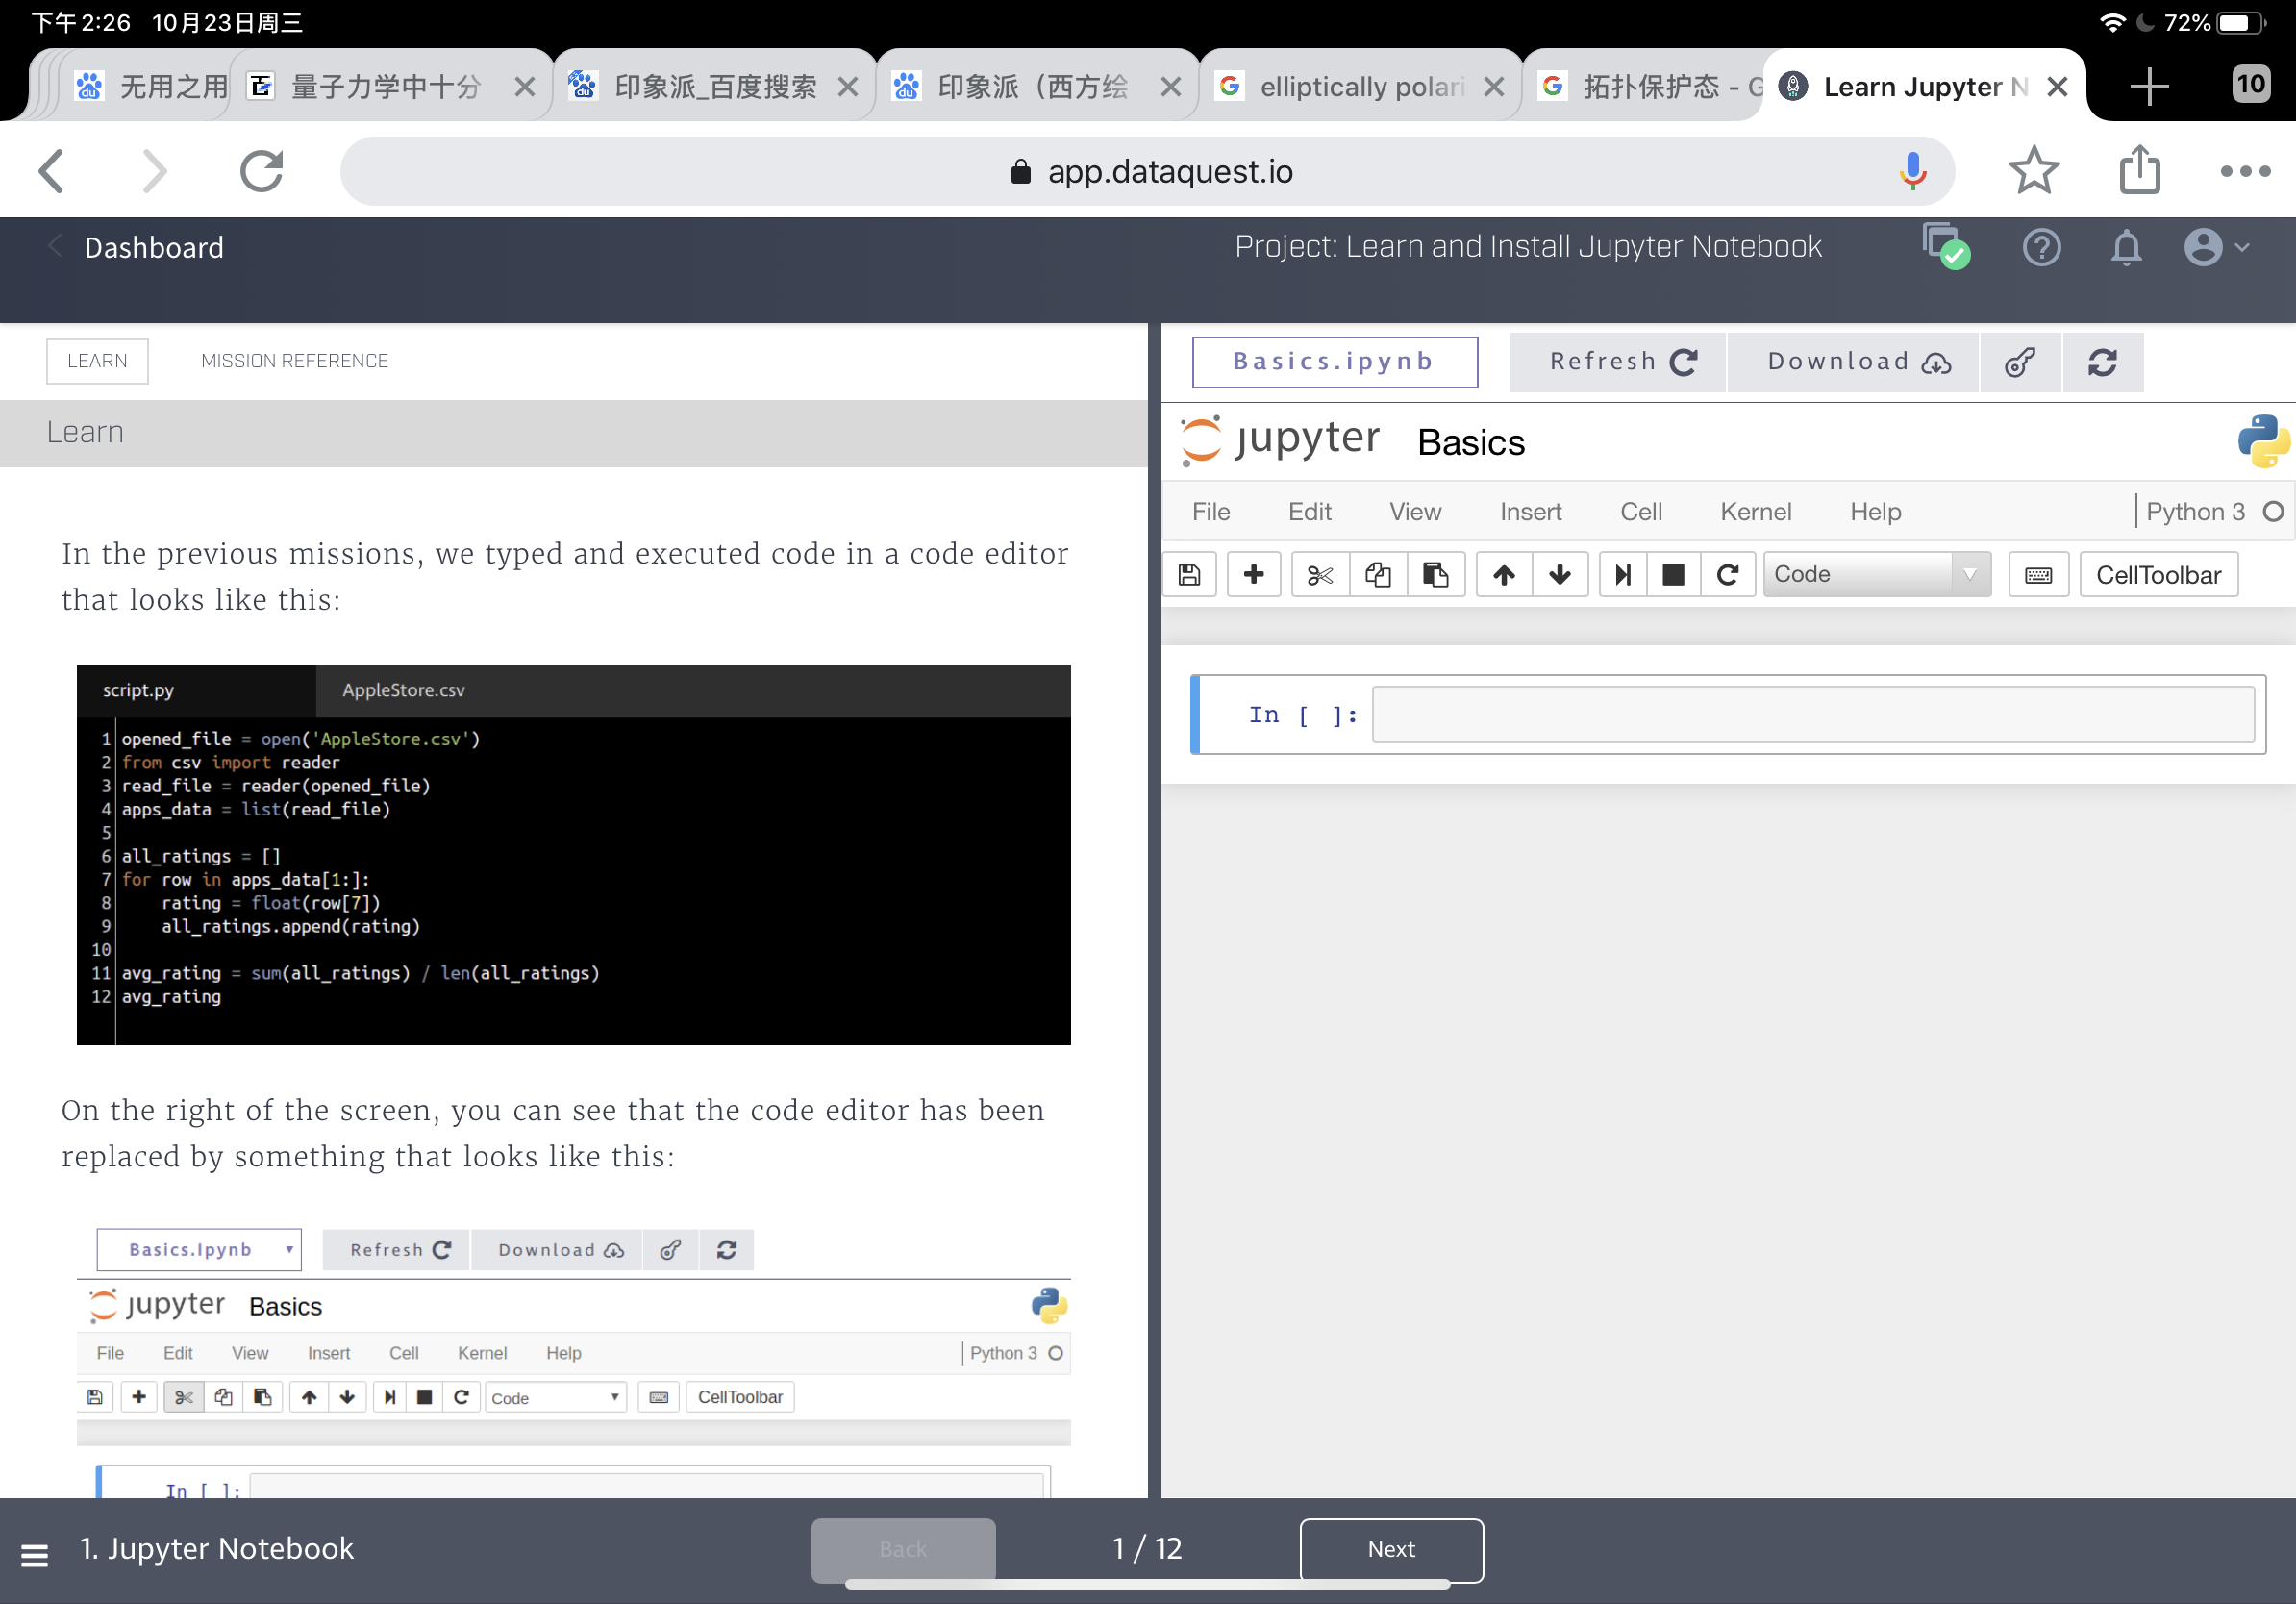 下午2:26 10月23日周三
72%
无用之用
量子力学中十分
印象派_百度搜索
印象派（西方绘
elliptically polari
拓扑保护态 - G
Learn Jupyter N
10
app.dataquest.io
Dashboard
Project: Learn and Install Jupyter Notebook
LEARN MISSION REFERENCE
Learn
In the previous missions, we typed and executed code in a code editor
that looks like this:
script.py AppleStore.csv
1 opened_file = open('AppleStore.csv')
2 from csv import reader
3 read_file = reader(opened_file)
4 apps_data = list(read_file)
5
6 all_ratings = []
7 for row in apps_data[1:]:
8     rating = float(row[7])
9     all_ratings.append(rating)
10
11 avg_rating = sum(all_ratings) / len(all_ratings)
12 avg_rating
On the right of the screen, you can see that the code editor has been
replaced by something that looks like this:
Basics.Ipynb Refresh Download
jupyter Basics
File Edit View Insert Cell Kernel Help Python 3
Code CellToolbar
In [ ]:
Basics.ipynb Refresh Download
jupyter Basics
File Edit View Insert Cell Kernel Help Python 3
Code CellToolbar
In [ ]:
1. Jupyter Notebook
Back 1 / 12 Next